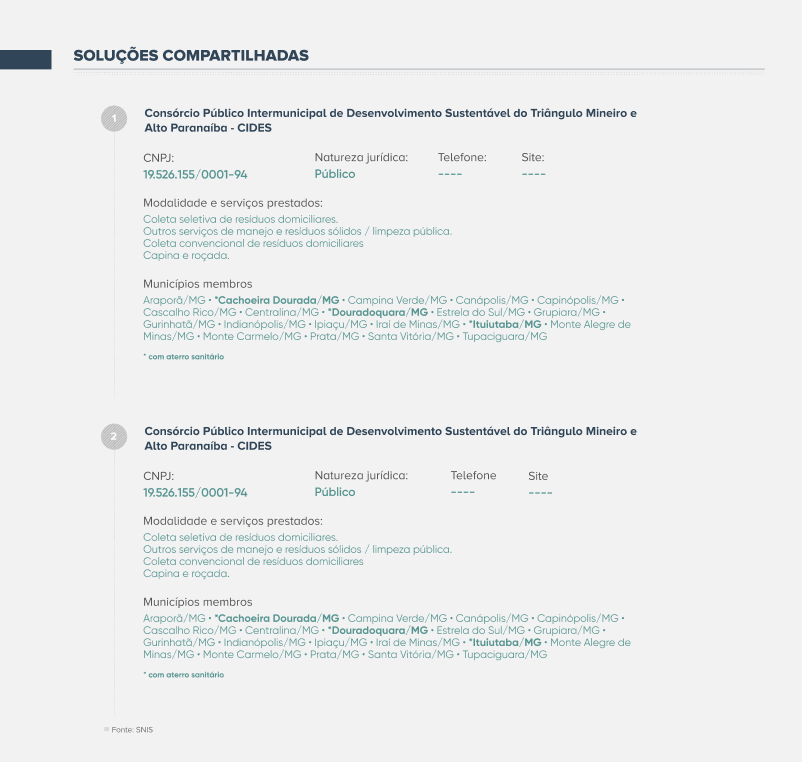 SOLUÇÕES COMPARTILHADAS
1
Consórcio Público Intermunicipal de Desenvolvimento Sustentável do Triângulo Mineiro e
Alto Paranaíba - CIDES
CNPJ: Natureza jurídica: Telefone: Site:
19.526.155/0001-94 Público ---- ----
Modalidade e serviços prestados:
Coleta seletiva de resíduos domiciliares.
Outros serviços de manejo e resíduos sólidos / limpeza pública.
Coleta convencional de resíduos domiciliares
Capina e roçada.
Municípios membros
Araporã/MG • *Cachoeira Dourada/MG • Campina Verde/MG • Canápolis/MG • Capinópolis/MG •
Cascalho Rico/MG • Centralina/MG • *Douradoquara/MG • Estrela do Sul/MG • Grupiara/MG •
Gurinhatã/MG • Indianópolis/MG • Ipiaçu/MG • Iraí de Minas/MG • *Ituiutaba/MG • Monte Alegre de
Minas/MG • Monte Carmelo/MG • Prata/MG • Santa Vitória/MG • Tupaciguara/MG
* com aterro sanitário
2
Consórcio Público Intermunicipal de Desenvolvimento Sustentável do Triângulo Mineiro e
Alto Paranaíba - CIDES
CNPJ: Natureza jurídica: Telefone Site
19.526.155/0001-94 Público ---- ----
Modalidade e serviços prestados:
Coleta seletiva de resíduos domiciliares.
Outros serviços de manejo e resíduos sólidos / limpeza pública.
Coleta convencional de resíduos domiciliares
Capina e roçada.
Municípios membros
Araporã/MG • *Cachoeira Dourada/MG • Campina Verde/MG • Canápolis/MG • Capinópolis/MG •
Cascalho Rico/MG • Centralina/MG • *Douradoquara/MG • Estrela do Sul/MG • Grupiara/MG •
Gurinhatã/MG • Indianópolis/MG • Ipiaçu/MG • Iraí de Minas/MG • *Ituiutaba/MG • Monte Alegre de
Minas/MG • Monte Carmelo/MG • Prata/MG • Santa Vitória/MG • Tupaciguara/MG
* com aterro sanitário
Fonte: SNIS